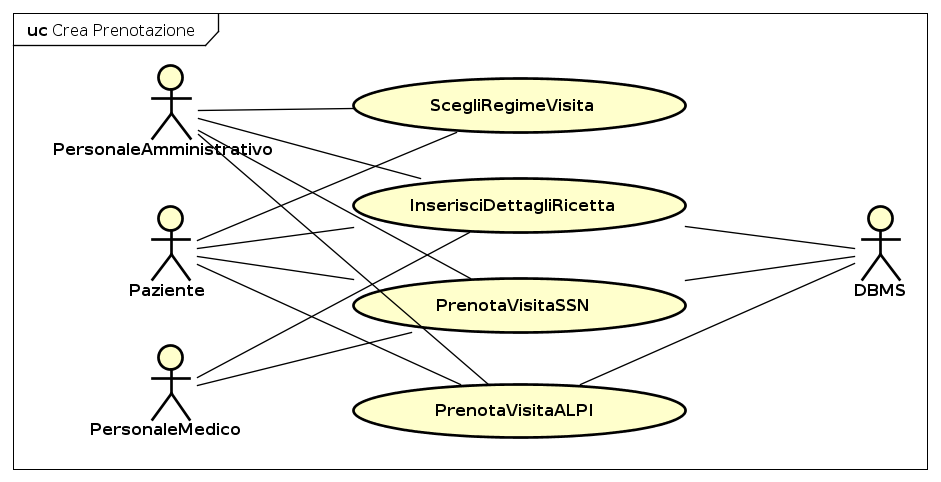 uc Crea Prenotazione
PersonaleAmministrativo
ScegliRegimeVisita
InserisciDettagliRicetta
Paziente
DBMS
PrenotaVisitaSSN
PersonaleMedico
PrenotaVisitaALPI